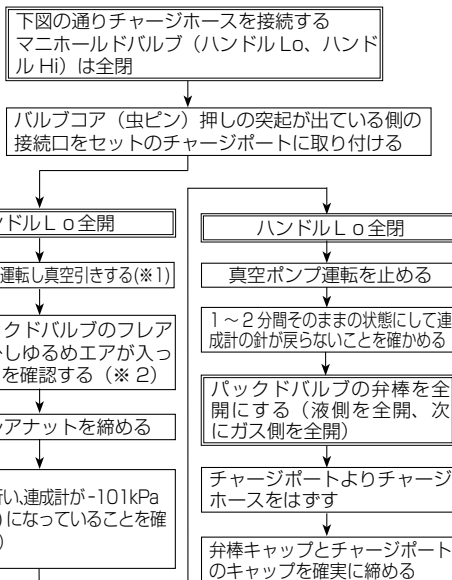 下図の通りチャージホースを接続する
マニホールドバルブ（ハンドル Lo、ハンド
ル Hi）は全閉
バルブコア（虫ピン）押しの突起が出ている側の
接続口をセットのチャージポートに取り付ける
ンドルＬｏ全開
運転し真空引きする(※1)
ックドバルブのフレア
しゆるめエアが入っ
を確認する（※ 2）
レアナットを締める
行い、連成計が -101kPa
)になっていることを確
)
ハンドルＬｏ全閉
真空ポンプ運転を止める
1 ～ 2 分間そのままの状態にして連
成計の針が戻らないことを確かめる
パックドバルブの弁棒を全
開にする（液側を全開、次
にガス側を全開）
チャージポートよりチャージ
ホースをはずす
弁棒キャップとチャージポート
のキャップを確実に締める